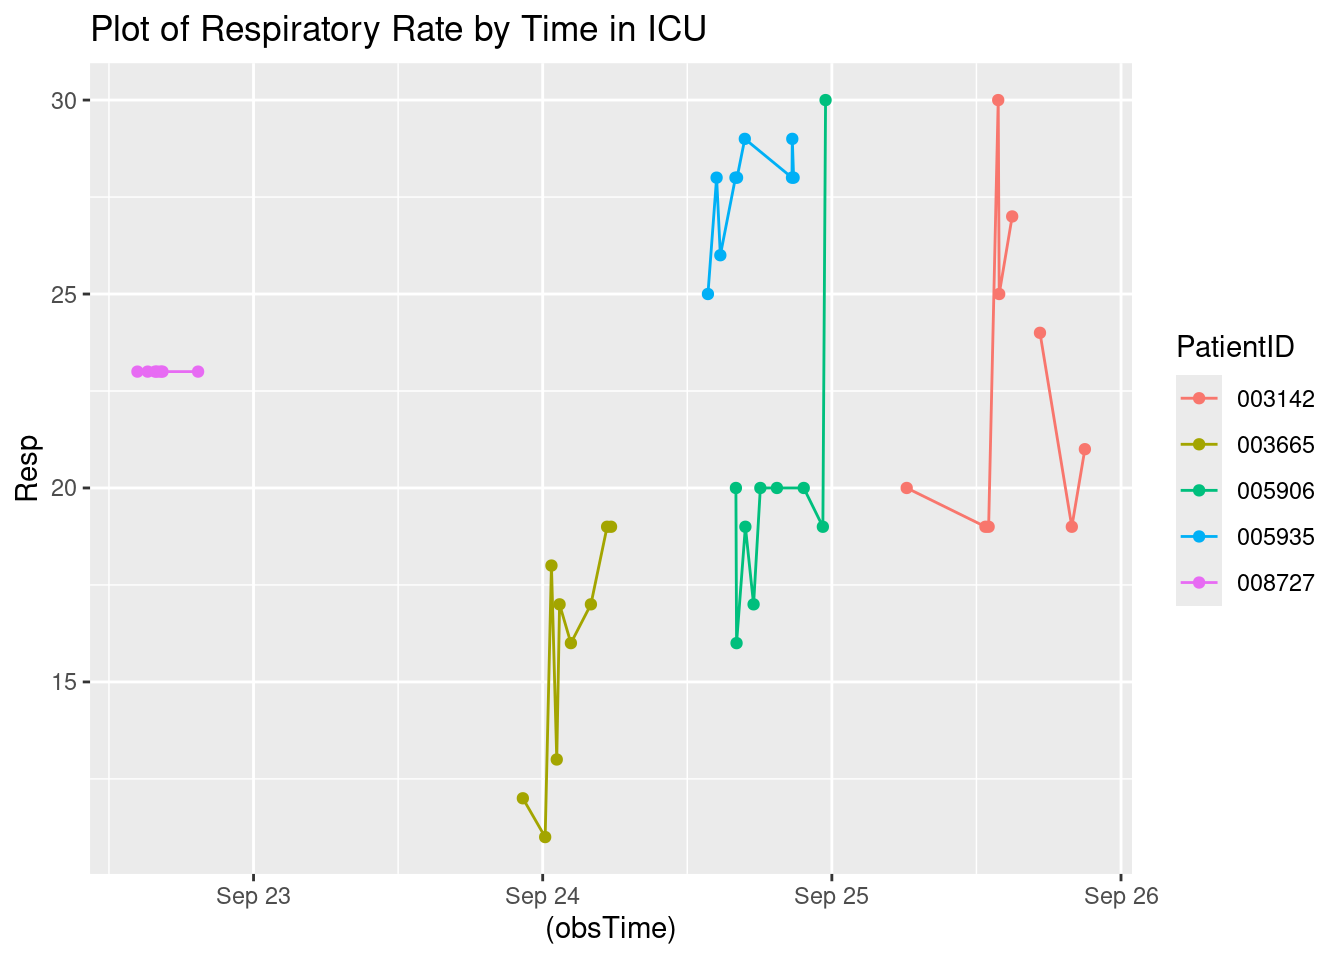 Plot of Respiratory Rate by Time in ICU
30
25
20
15
Resp
Sep 23
Sep 24
Sep 25
Sep 26
(obsTime)
PatientID
003142
003665
005906
005935
008727